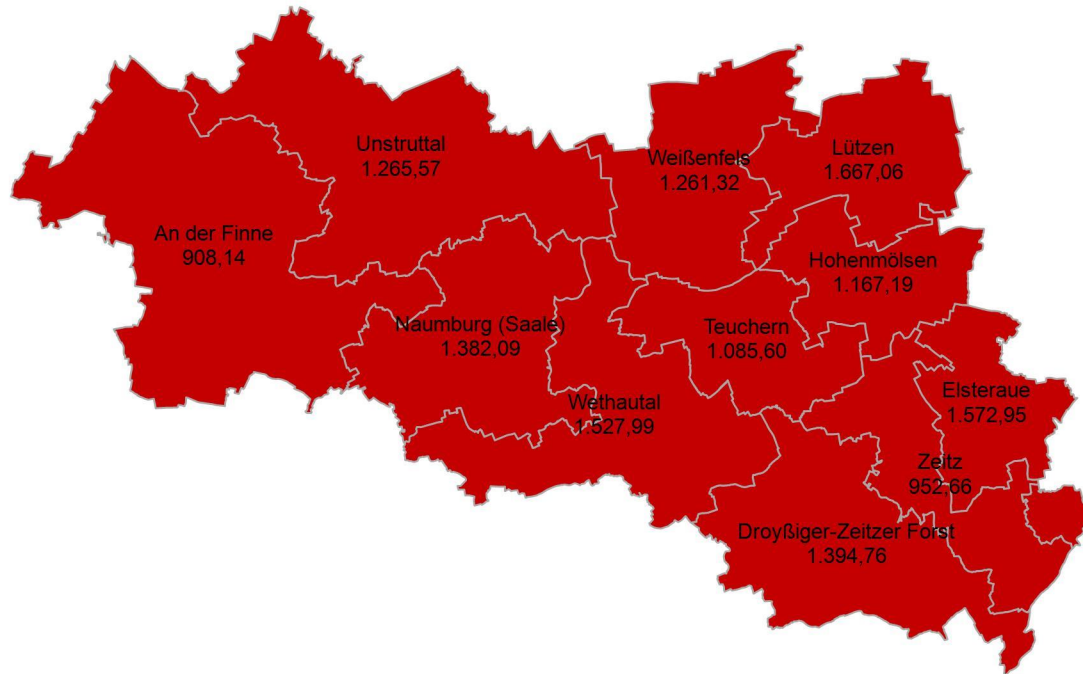 Unstruttal
1.265,57
Weißenfels
1.261,32
Lützen
1.667,06
An der Finne
908,14
Hohenmölsen
1.167,19
Naumburg (Saale)
1.382,09
Teuchern
1.085,60
Wethautal
1.527,99
Elsteraue
1.572,95
Zeitz
952,66
Droyßiger-Zeitzer Forst
1.394,76